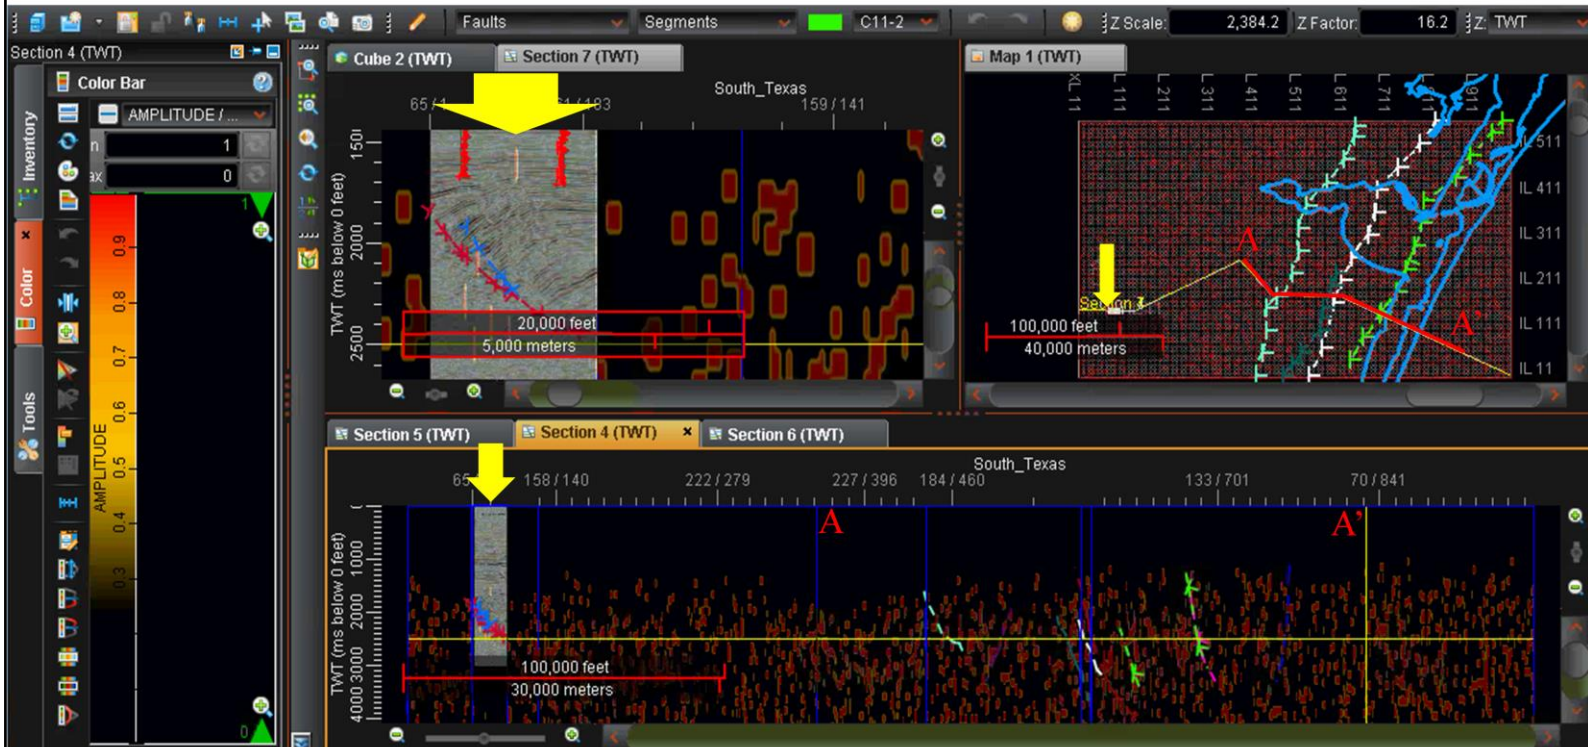 Faults
Segments
C11-2
Z Scale:
2,384.2
Z Factor:
16.2
Z:
TWT
Section 4 (TWT)
Color Bar
AMPLITUDE / ...
1
0
Inventory
Color
Tools
1
0.9
0.8
0.7
0.6
0.5
0.4
0.3
0
AMPLITUDE
Cube 2 (TWT)
Section 7 (TWT)
South_Texas
159 / 141
2000
2500
TWT (ms below 0 feet)
20,000 feet
5,000 meters
Map 1 (TWT)
XL 11
L 111
L 211
L 311
L 411
L 511
L 611
L 711
L 911
IL 511
IL 411
IL 311
IL 211
IL 111
IL 11
A
A'
100,000 feet
40,000 meters
Section 5 (TWT)
Section 4 (TWT)
Section 6 (TWT)
South_Texas
158 / 140
222 / 279
227 / 396
184 / 460
133 / 701
70 / 841
A
A'
1000
2000
3000
4000
TWT (ms below 0 feet)
100,000 feet
30,000 meters